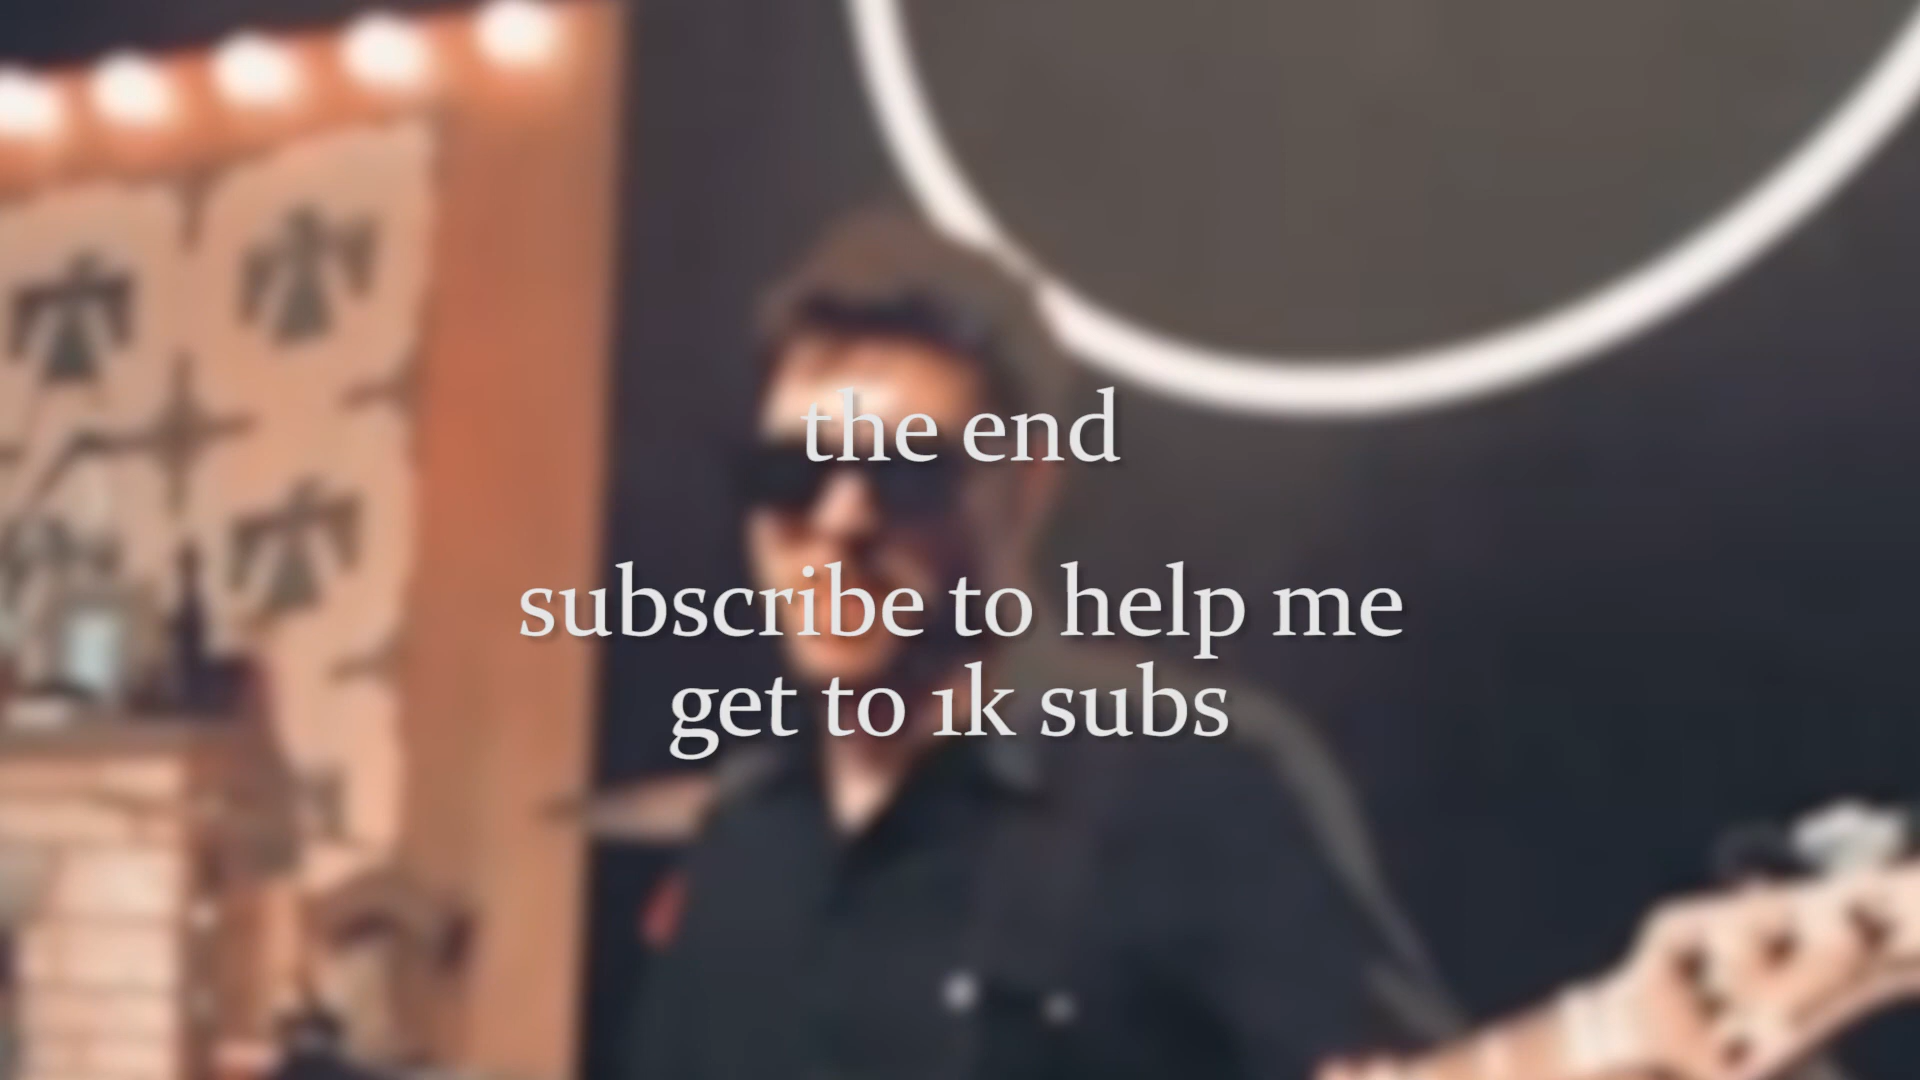 the end
subscribe to help me
get to 1k subs